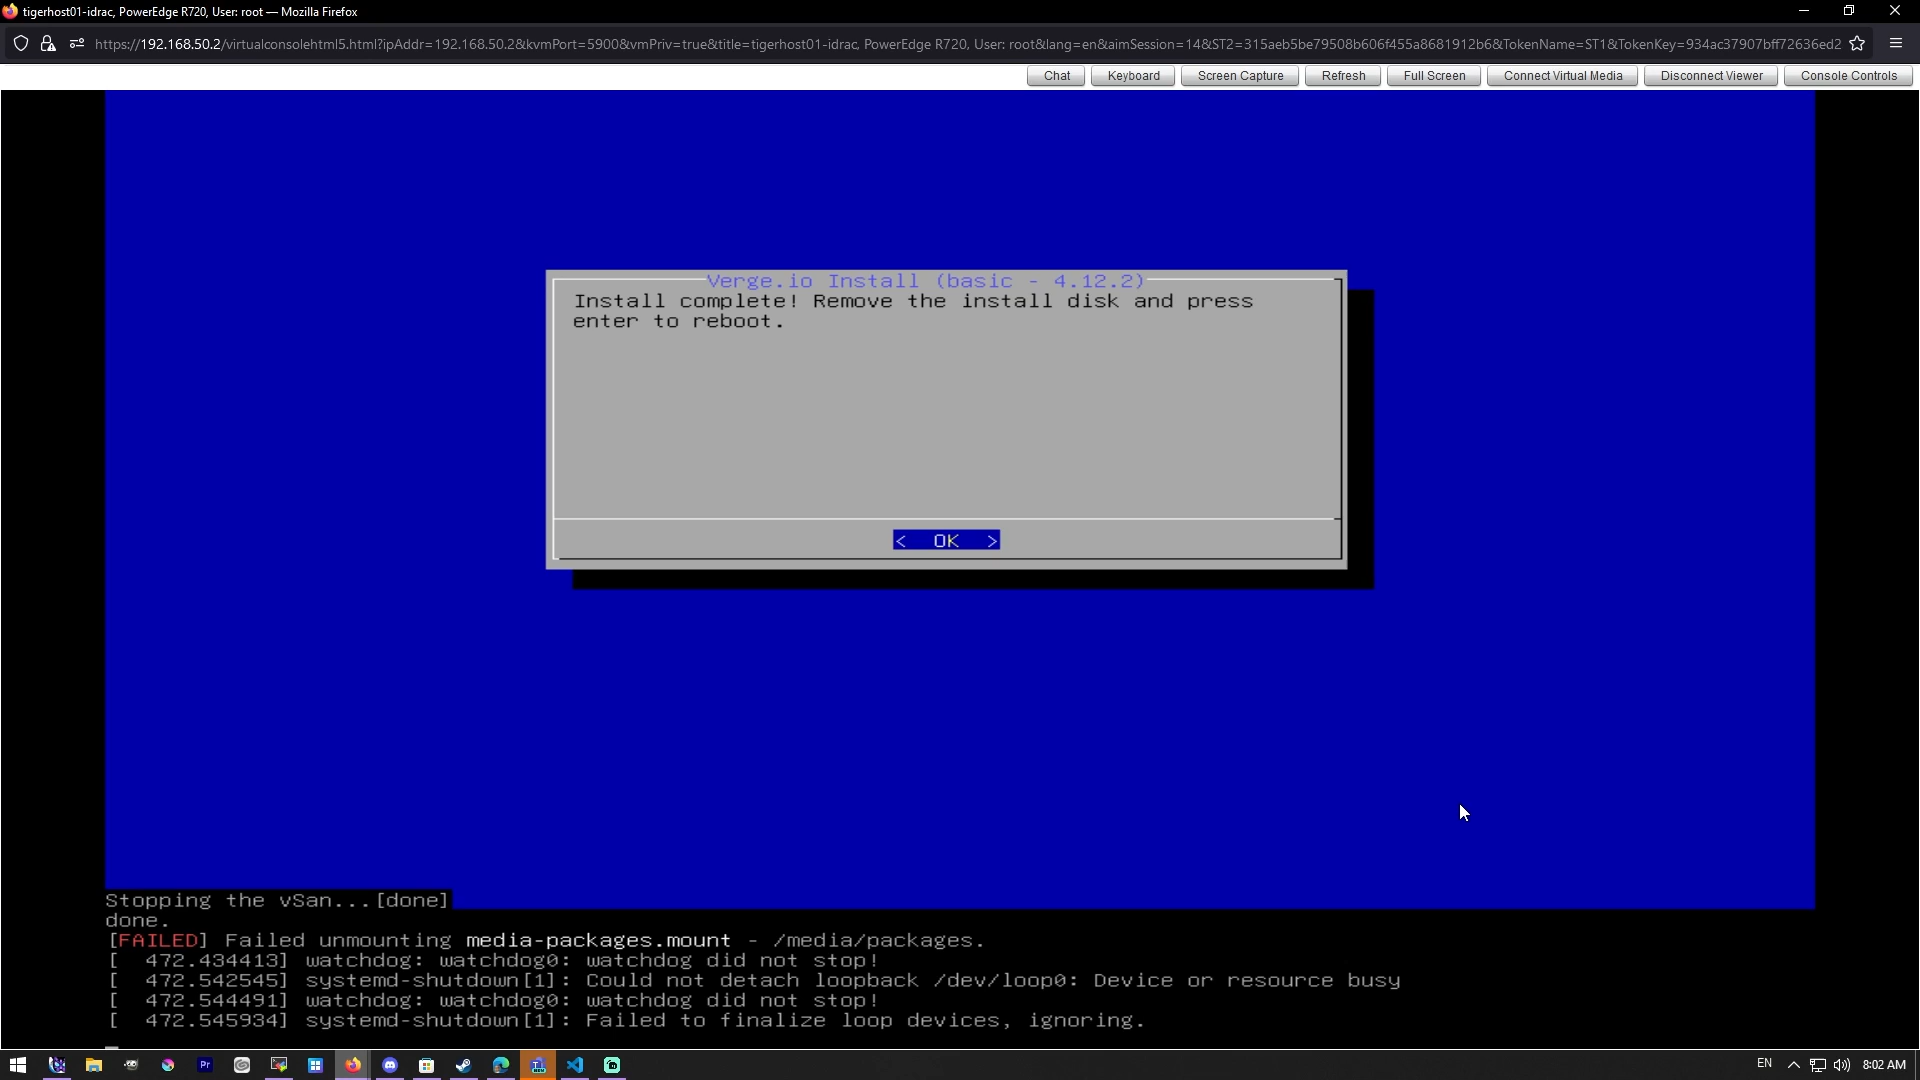 tigerhost01-idrac, PowerEdge R720, User: root — Mozilla Firefox
https://192.168.50.2/virtualconsolehtml5.html?ipAddr=192.168.50.2&kvmPort=5900&vmPriv=true&title=tigerhost01-idrac, PowerEdge R720, User: root&lang=en&aimSession=14&ST2=315aeb5be79508b606f455a8681912b6&TokenName=ST1&TokenKey=934ac37907bff72636ed2
Chat Keyboard Screen Capture Refresh Full Screen Connect Virtual Media Disconnect Viewer Console Controls
Verge.io Install (basic - 4.12.2)
Install complete! Remove the install disk and press
enter to reboot.
< OK >
Stopping the vSan...[done]
done.
[FAILED] Failed unmounting media-packages.mount - /media/packages.
[ 472.434413] watchdog: watchdog0: watchdog did not stop!
[ 472.542545] systemd-shutdown[1]: Could not detach loopback /dev/loop0: Device or resource busy
[ 472.544491] watchdog: watchdog0: watchdog did not stop!
[ 472.545934] systemd-shutdown[1]: Failed to finalize loop devices, ignoring.
Pr
EN
8:02 AM